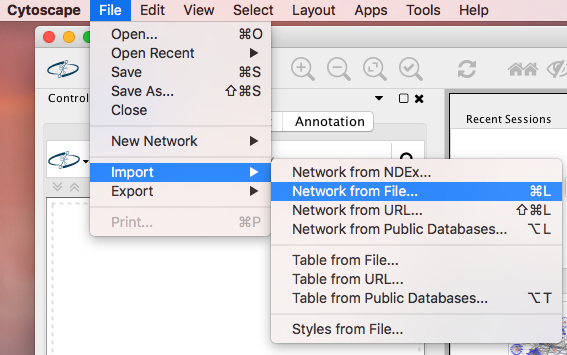 Cytoscape File Edit View Select Layout Apps Tools Help
Open... ⌘O
Open Recent
Save ⌘S
Save As... ⇧⌘S
Close
New Network
Import
Export
Print... ⌘P
Contro
Annotation
Recent Sessions
Network from NDEx...
Network from File... ⌘L
Network from URL... ⇧⌘L
Network from Public Databases... ⌥L
Table from File...
Table from URL...
Table from Public Databases... ⌥T
Styles from File...